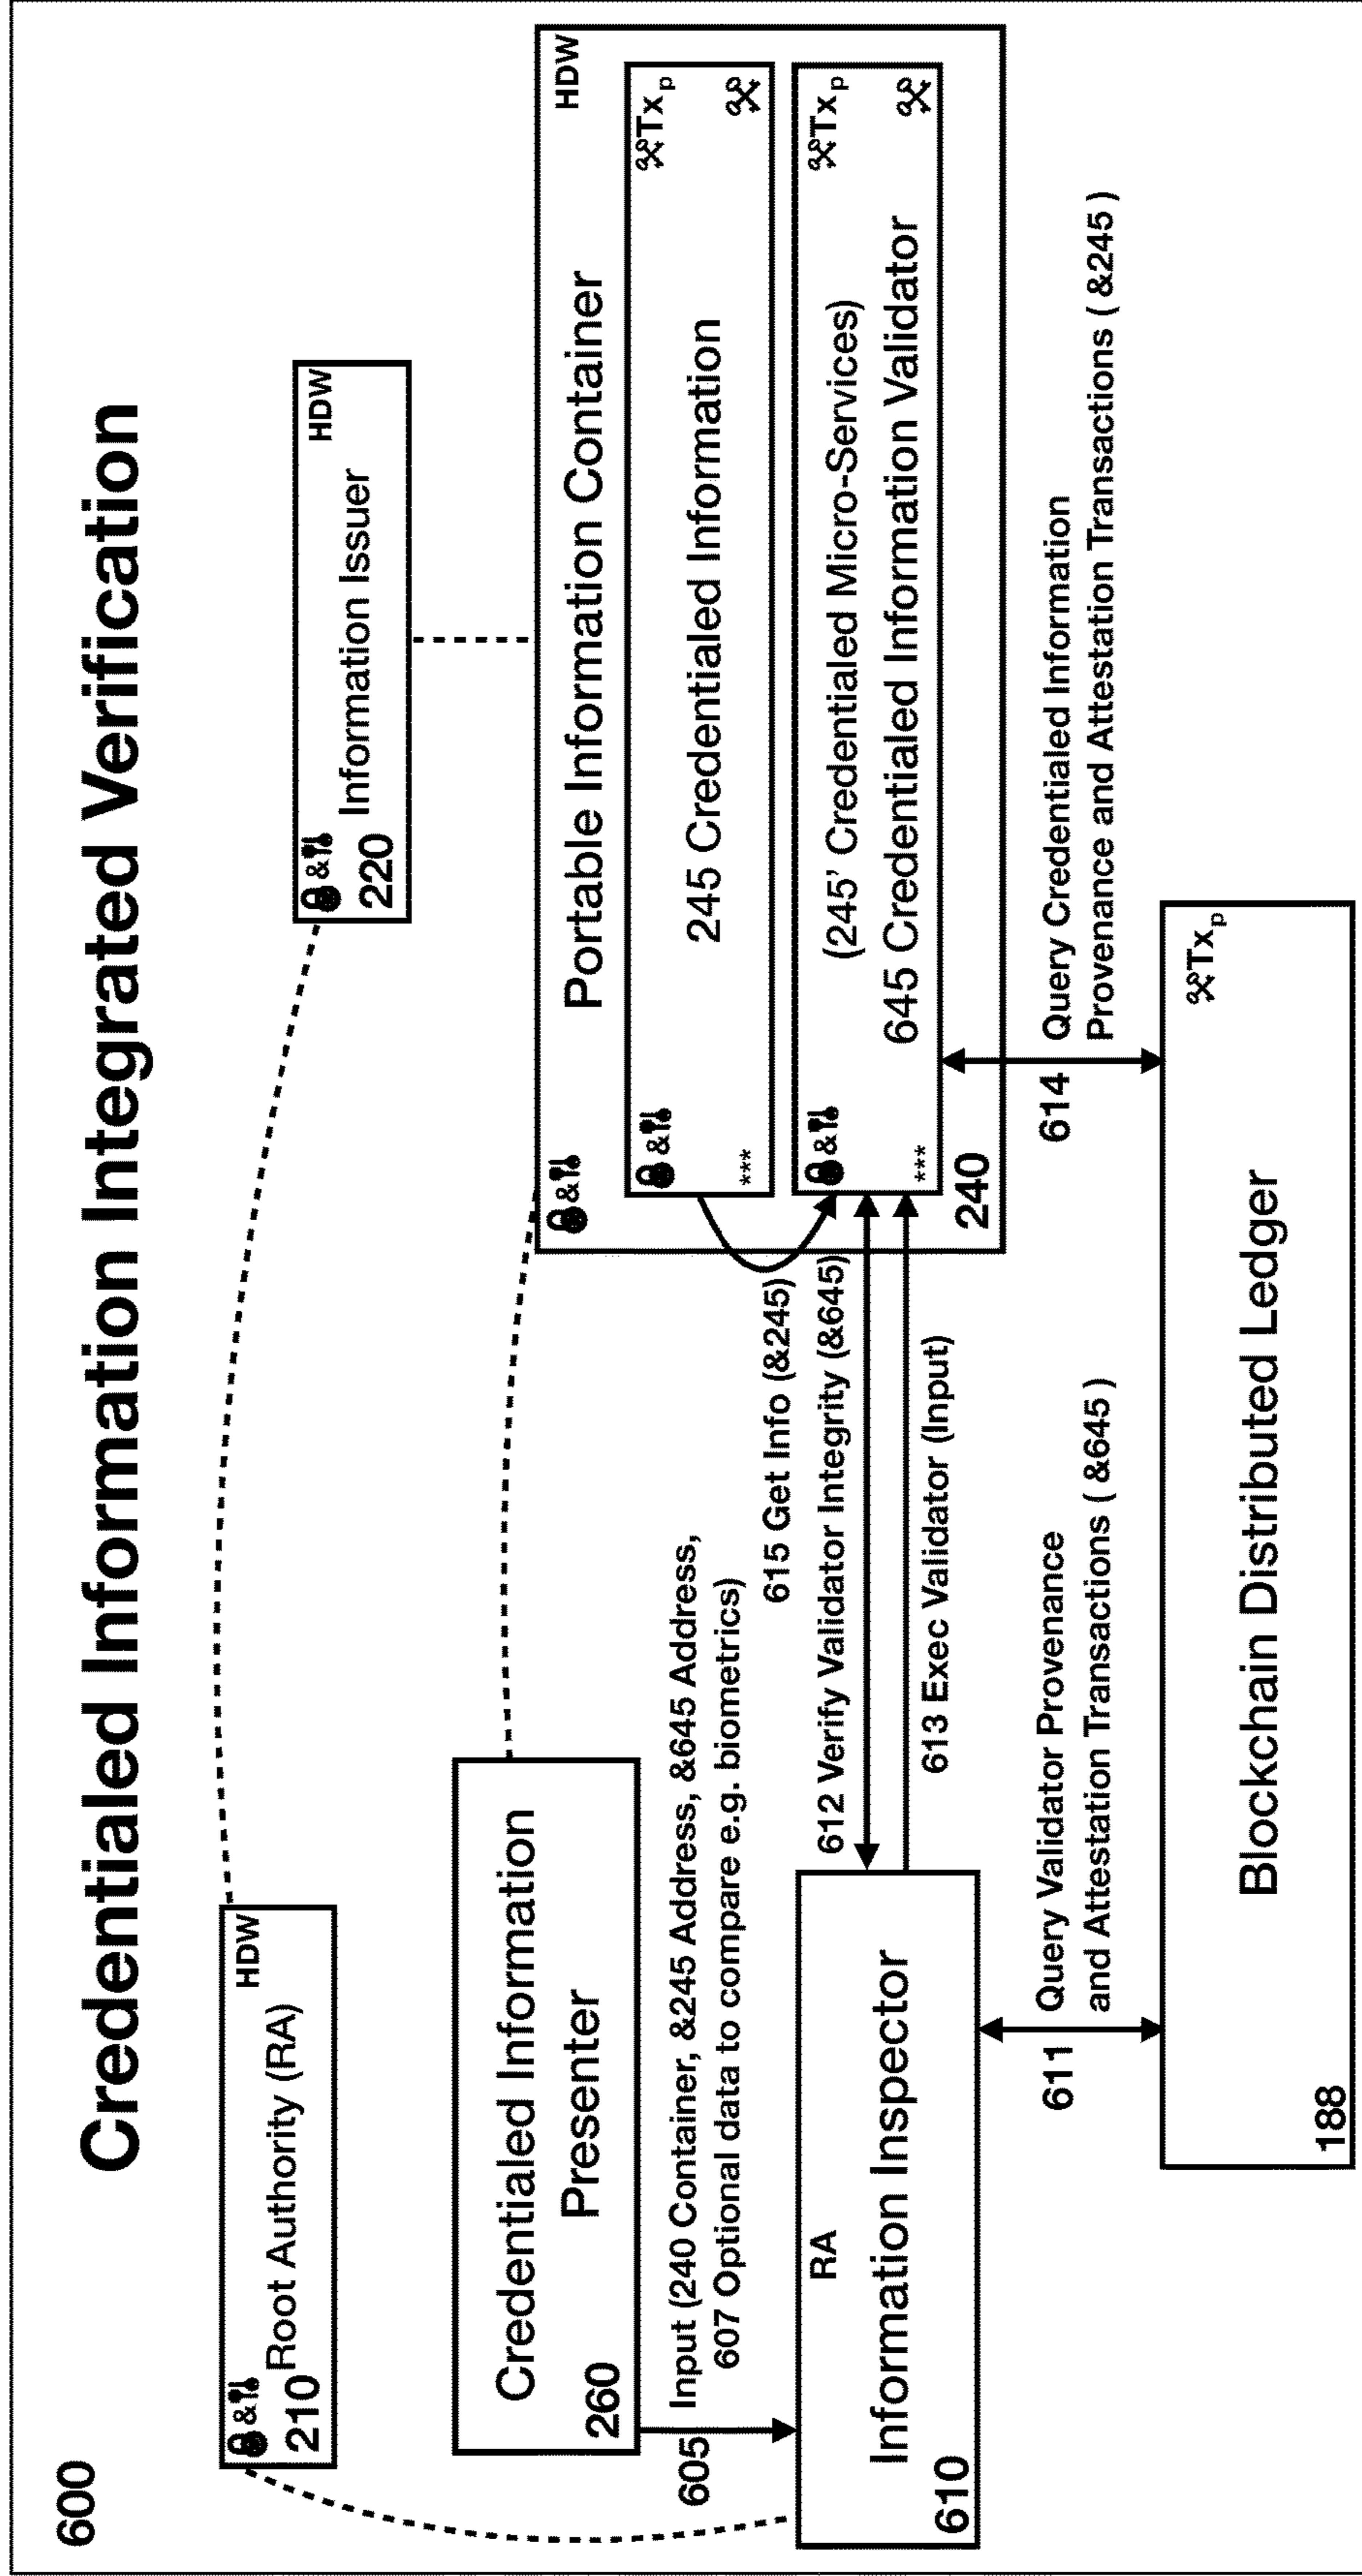 600
Credentialed Information Integrated Verification
&
HDW
Root Authority (RA)
210
&
HDW
Information Issuer
220
Credentialed Information
Presenter
260
&
HDW
Portable Information Container
&
Txp
245 Credentialed Information
***
&
Txp
(245' Credentialed Micro-Services)
645 Credentialed Information Validator
***
240
605
Input (240 Container, &245 Address, &645 Address,
607 Optional data to compare e.g. biometrics)
615 Get Info (&245)
612 Verify Validator Integrity (&645)
613 Exec Validator (Input)
RA
Information Inspector
610
611
Query Validator Provenance
and Attestation Transactions ( &645 )
614
Query Credentialed Information
Provenance and Attestation Transactions ( &245 )
Txp
Blockchain Distributed Ledger
188